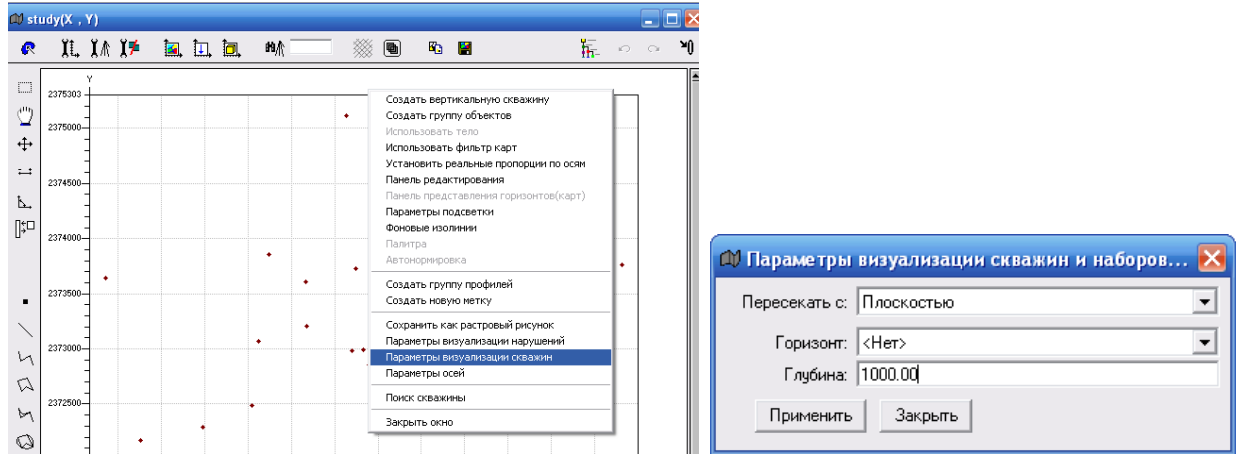 study(X , Y)
Y
2375303
2375000
2374500
2374000
2373500
2373000
2372500
Создать вертикальную скважину
Создать группу объектов
Использовать тело
Использовать фильтр карт
Установить реальные пропорции по осям
Панель редактирования
Панель представления горизонтов(карт)
Параметры подсветки
Фоновые изолинии
Палитра
Автонормировка
Создать группу профилей
Создать новую метку
Сохранить как растровый рисунок
Параметры визуализации нарушений
Параметры визуализации скважин
Параметры осей
Поиск скважины
Закрыть окно
Параметры визуализации скважин и наборов...
Пересекать с: Плоскостью
Горизонт: <Нет>
Глубина: 1000.00
Применить Закрыть